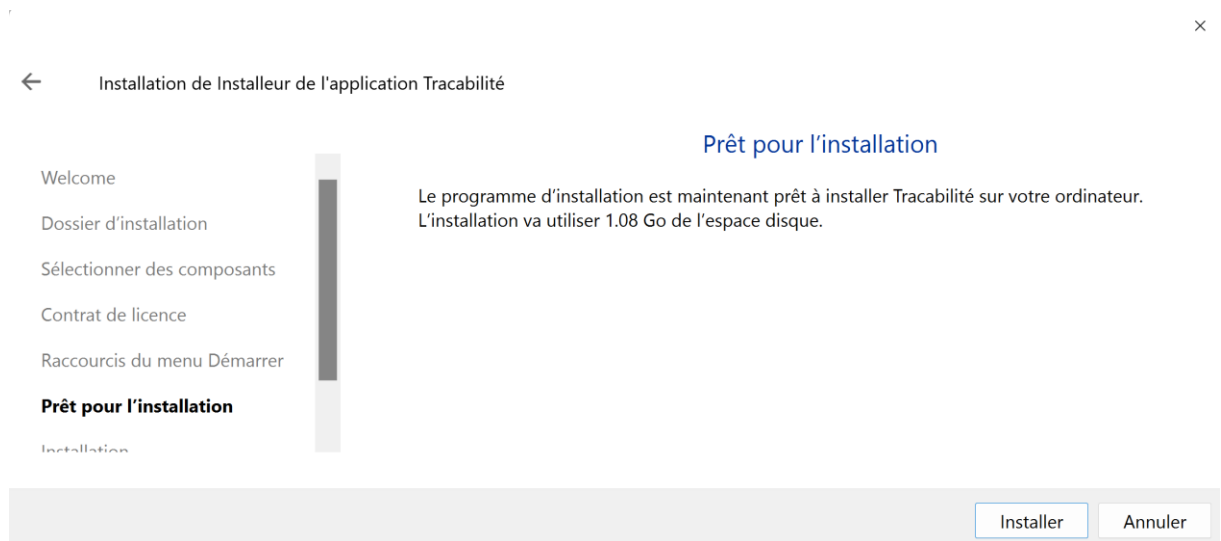 Installation de Installeur de l'application Tracabilité
Prêt pour l’installation
Welcome
Dossier d’installation
Sélectionner des composants
Contrat de licence
Raccourcis du menu Démarrer
Prêt pour l’installation
Installation
Le programme d’installation est maintenant prêt à installer Tracabilité sur votre ordinateur.
L’installation va utiliser 1.08 Go de l’espace disque.
Installer
Annuler